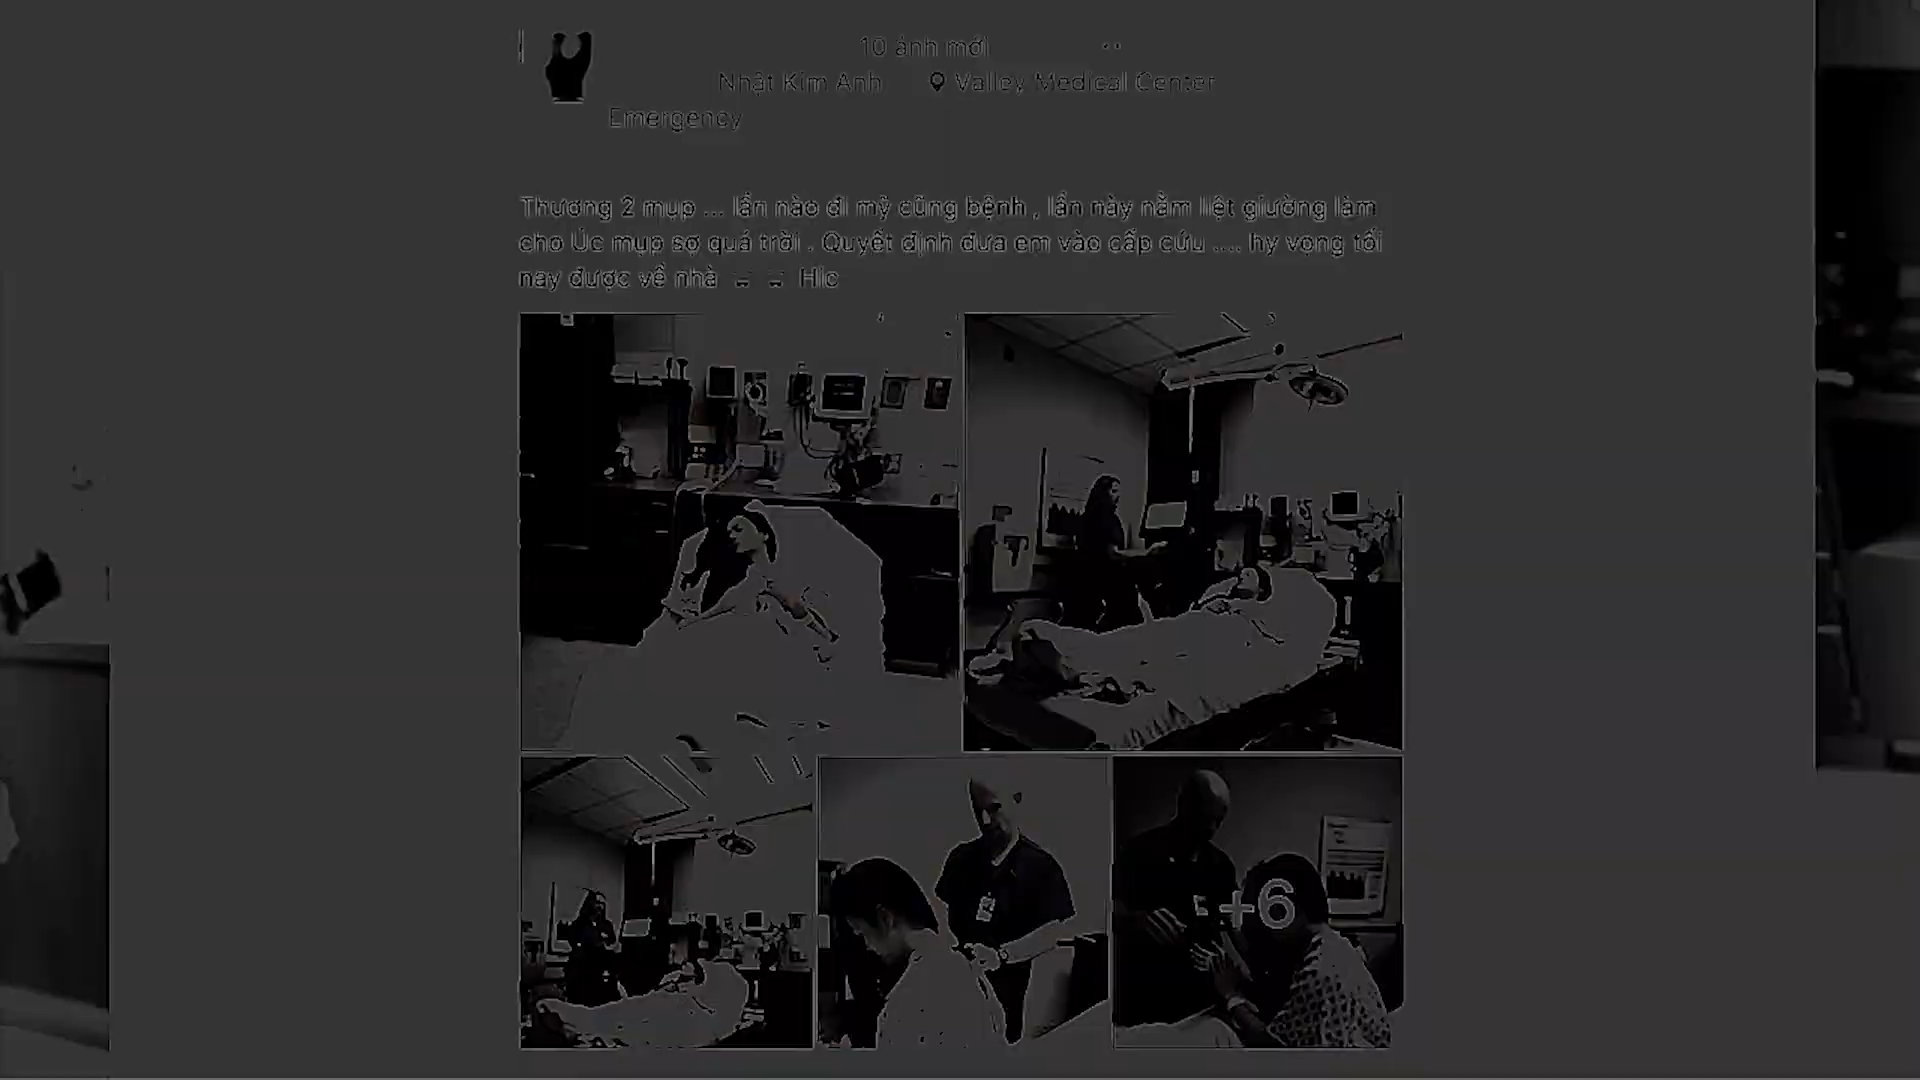 10 ảnh mới
Nhật Kim Anh Valley Medical Center
Emergency
Thương 2 mụp ... lần nào đi mỹ cũng bệnh , lần này nằm liệt giường làm
cho Úc mụp sợ quá trời . Quyết định đưa em vào cấp cứu .... hy vọng tối
nay được về nhà Hic
+6